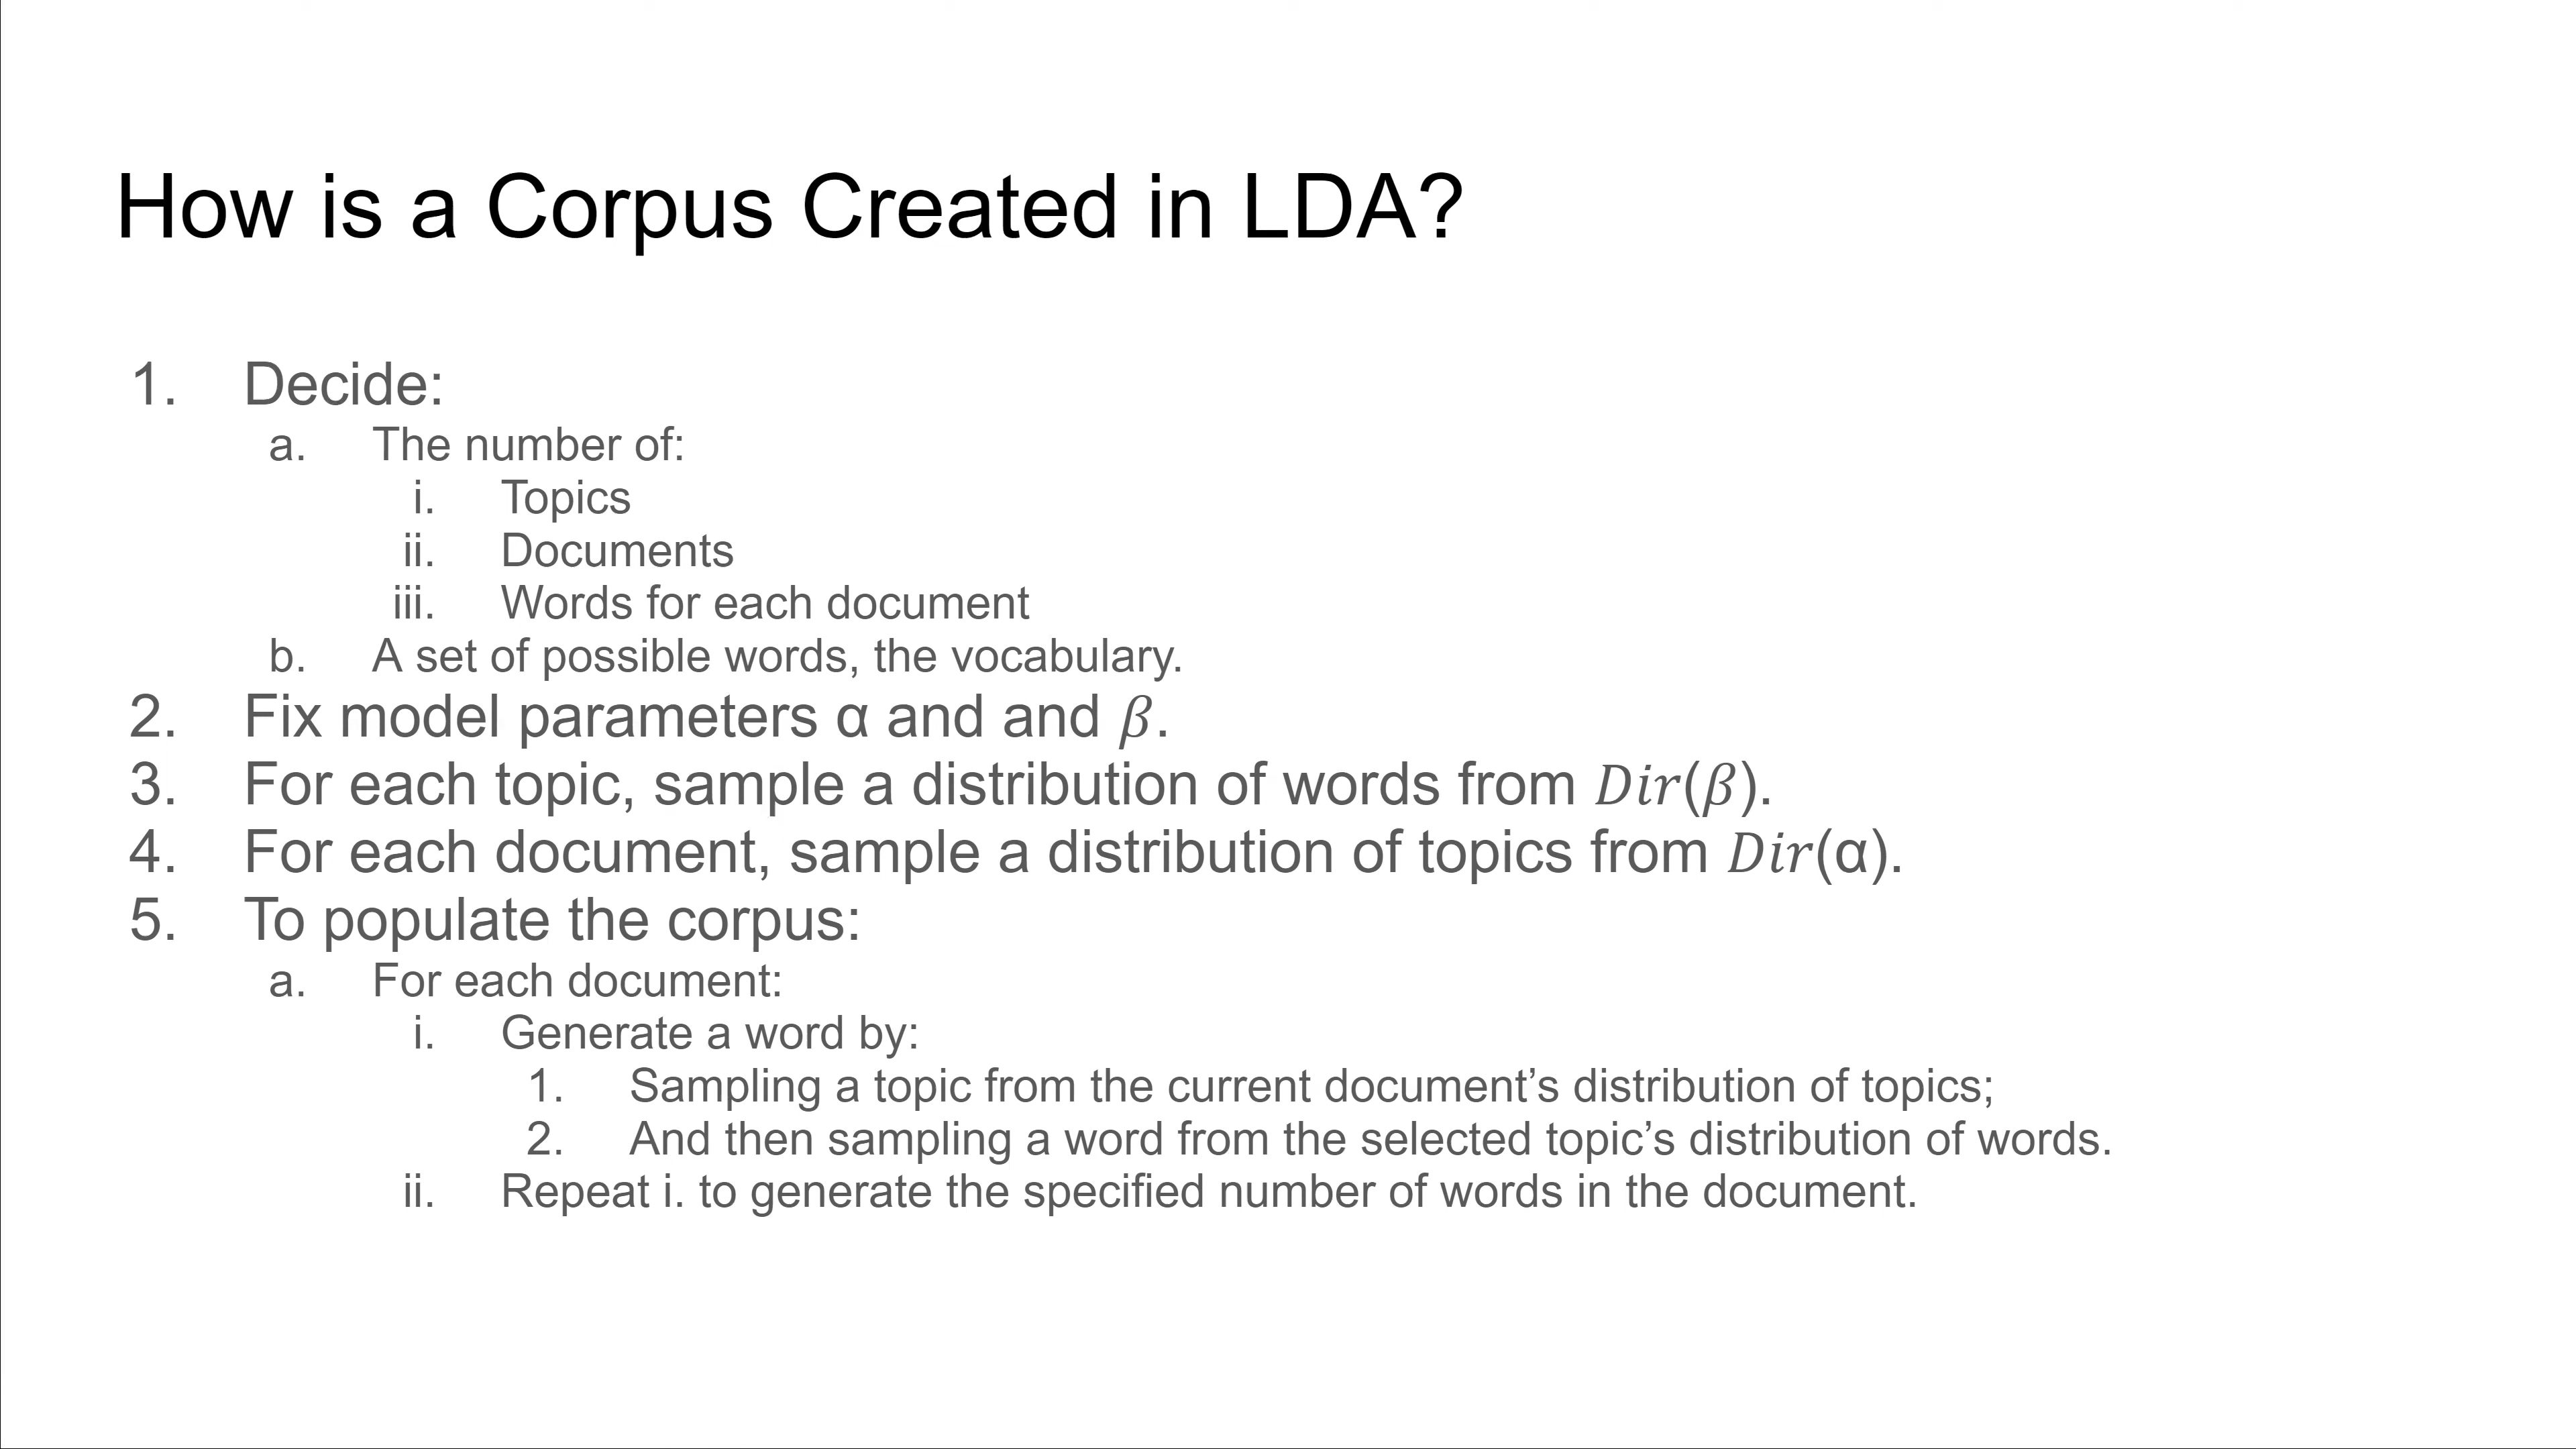 How is a Corpus Created in LDA?
1. Decide:
a. The number of:
i. Topics
ii. Documents
iii. Words for each document
b. A set of possible words, the vocabulary.
2. Fix model parameters α and and 𝛽.
3. For each topic, sample a distribution of words from 𝐷𝑖𝑟(𝛽).
4. For each document, sample a distribution of topics from 𝐷𝑖𝑟(α).
5. To populate the corpus:
a. For each document:
i. Generate a word by:
1. Sampling a topic from the current document’s distribution of topics;
2. And then sampling a word from the selected topic’s distribution of words.
ii. Repeat i. to generate the specified number of words in the document.